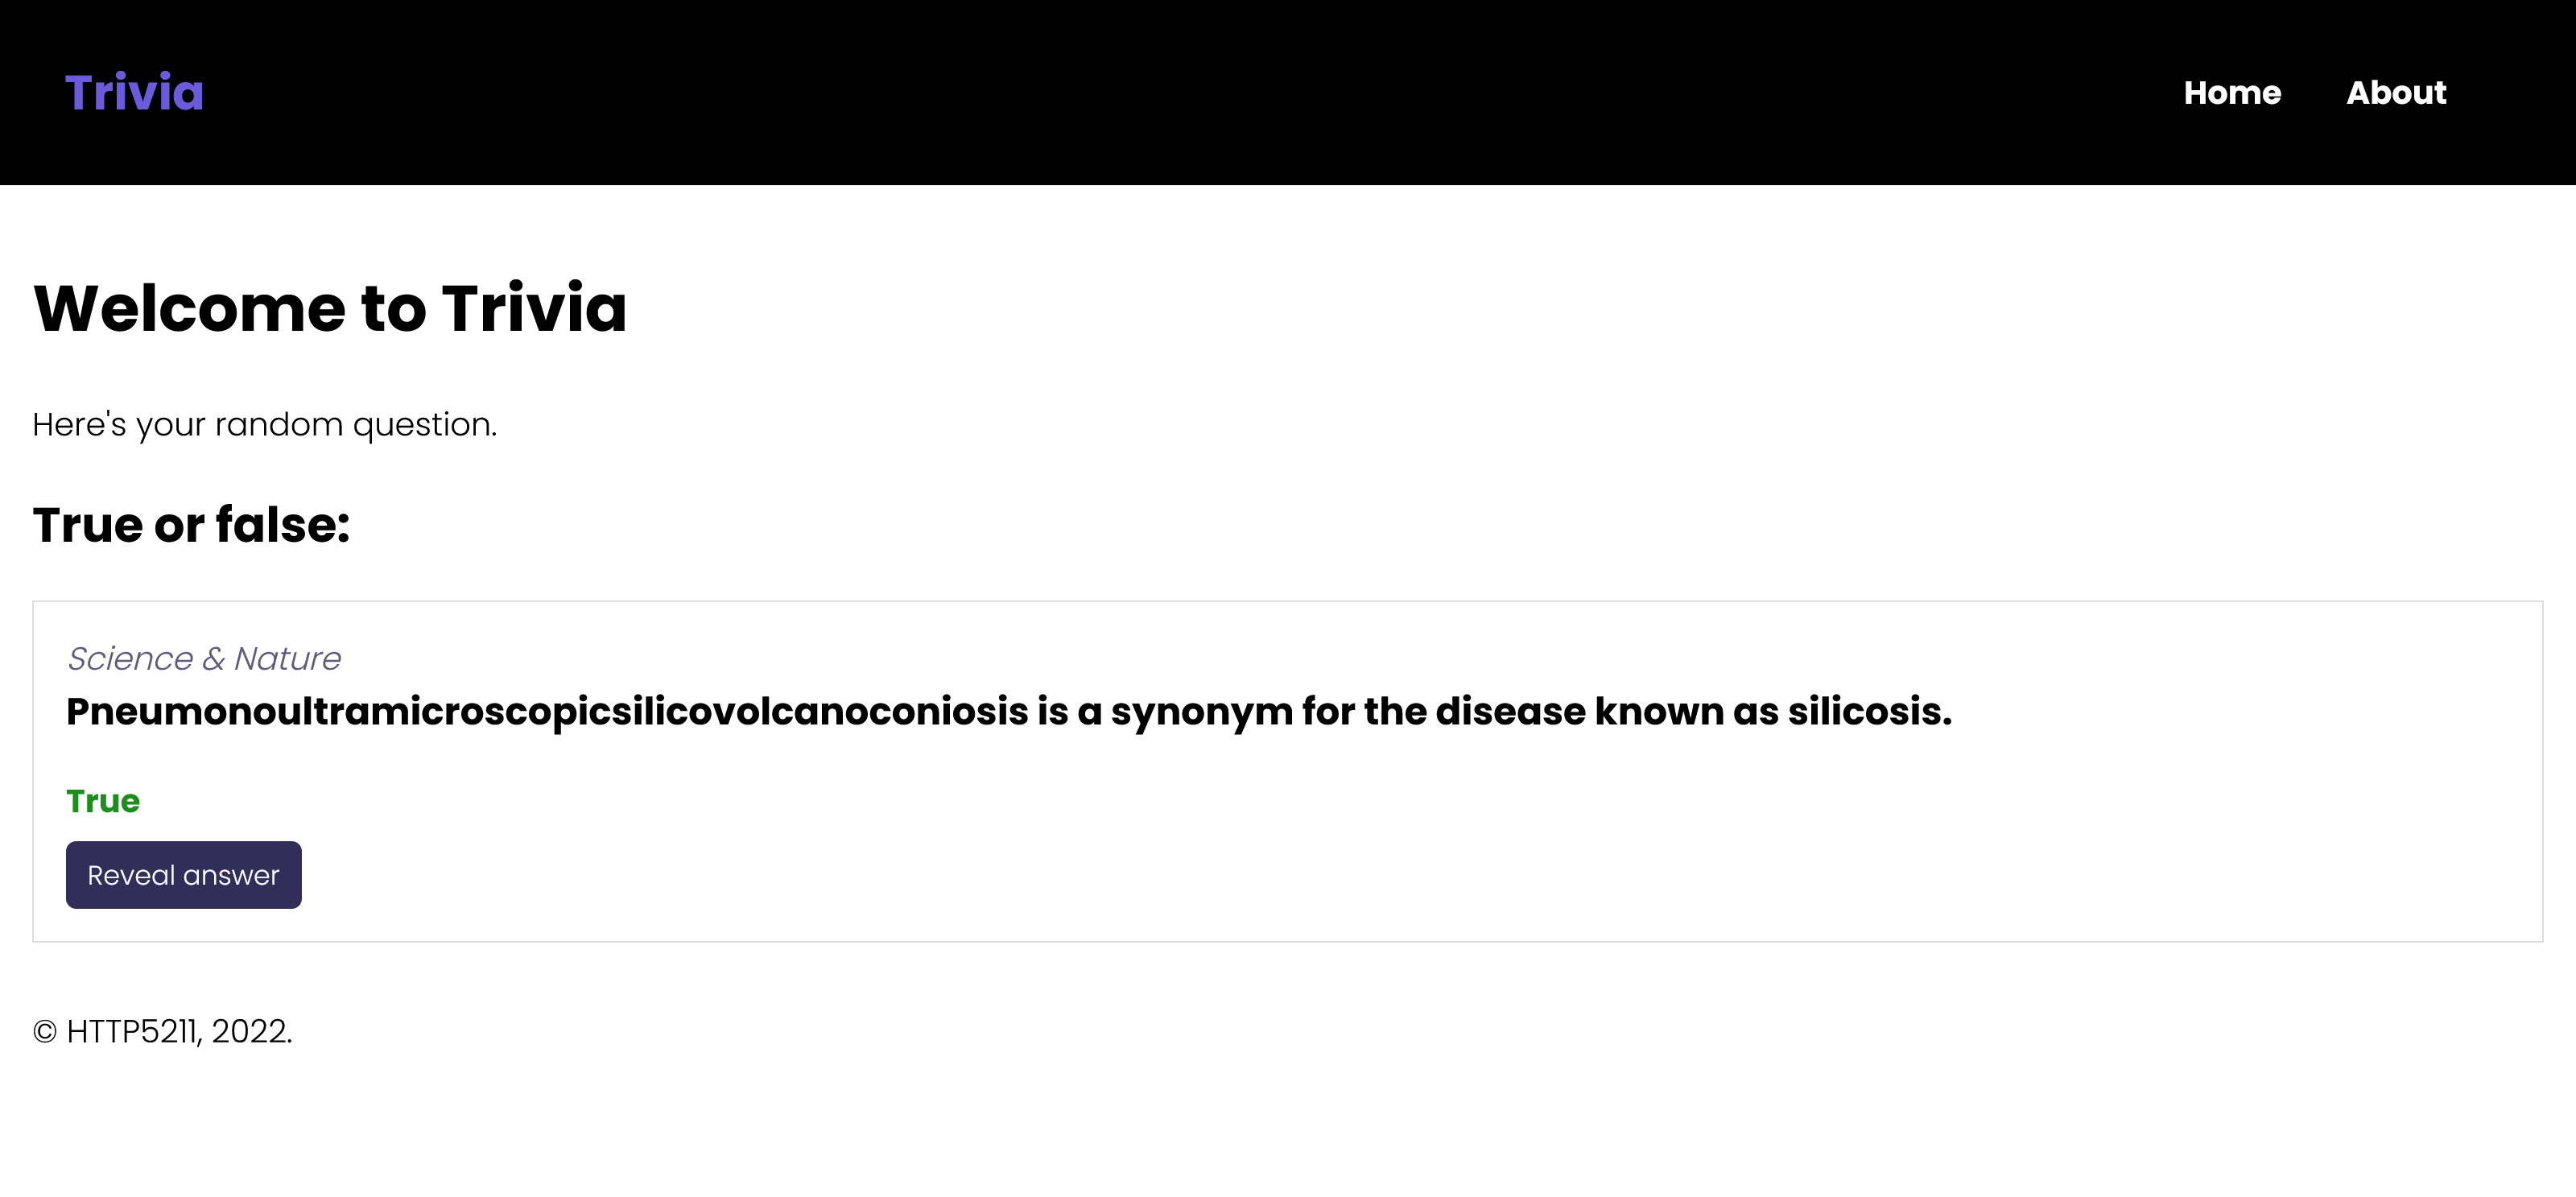 Trivia
Home About
Welcome to Trivia
Here's your random question.
True or false:
Science & Nature
Pneumonoultramicroscopicsilicovolcanoconiosis is a synonym for the disease known as silicosis.
True
Reveal answer
© HTTP5211, 2022.